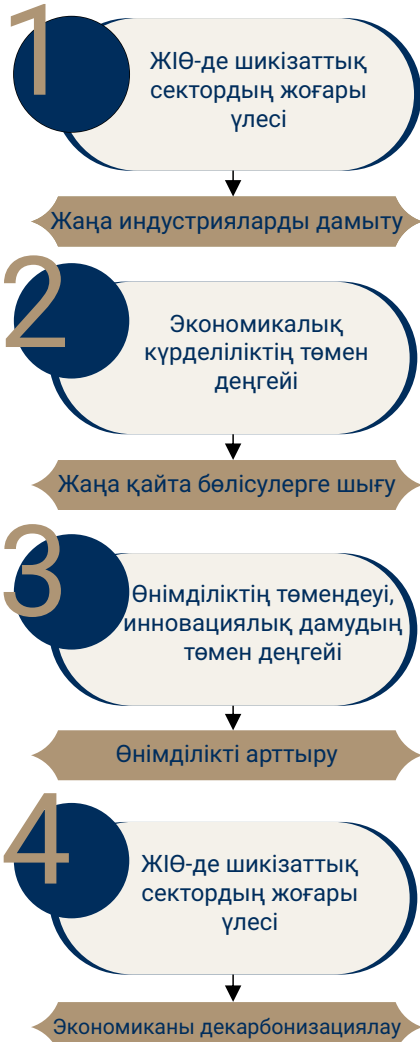 1
ЖІӨ-де шикізаттық
сектордың жоғары
үлесі
Жаңа индустрияларды дамыту
2
Экономикалық
күрделіліктің төмен
деңгейі
Жаңа қайта бөлісулерге шығу
3
Өнімділіктің төмендеуі,
инновациялық дамудың
төмен деңгейі
Өнімділікті арттыру
4
ЖІӨ-де шикізаттық
сектордың жоғары
үлесі
Экономиканы декарбонизациялау